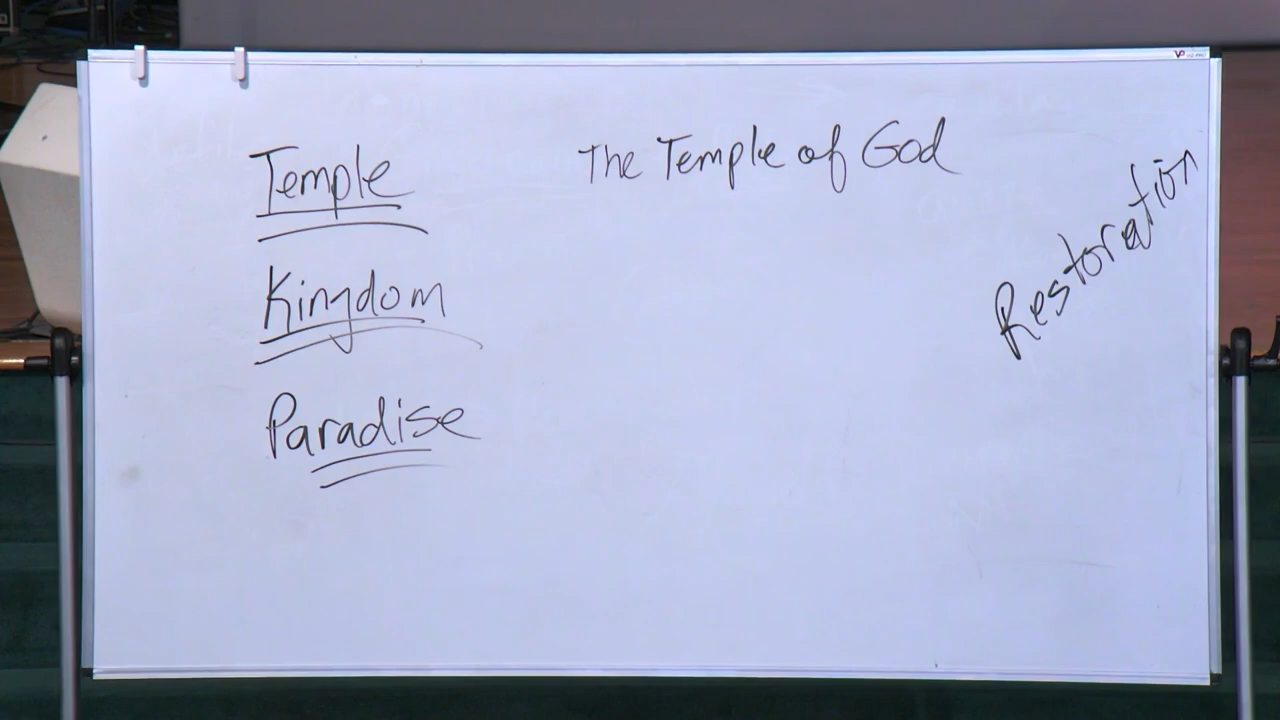 Temple
The Temple of God
Restoration
Kingdom
Paradise